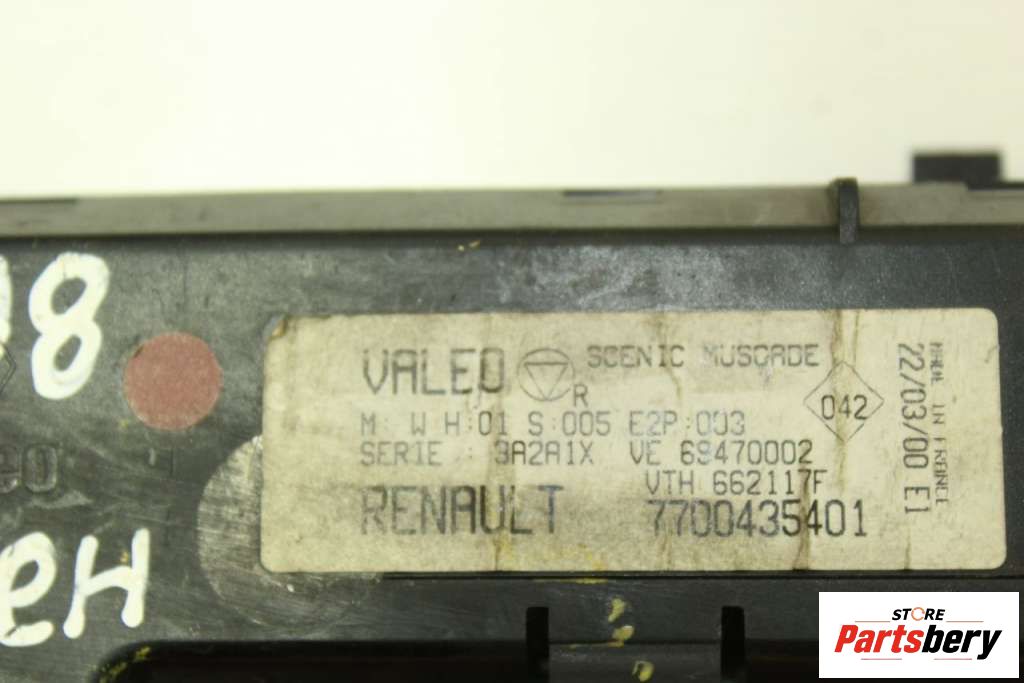 VALEO R SCENIC MUSCADE
M: W H:01 S:005 E2P:003
SERIE : 3A2A1X VE 69470002
VTH 662117F
RENAULT 7700435401
042
MADE IN FRANCE
22/03/00 E1
98
STORE
Partsbery